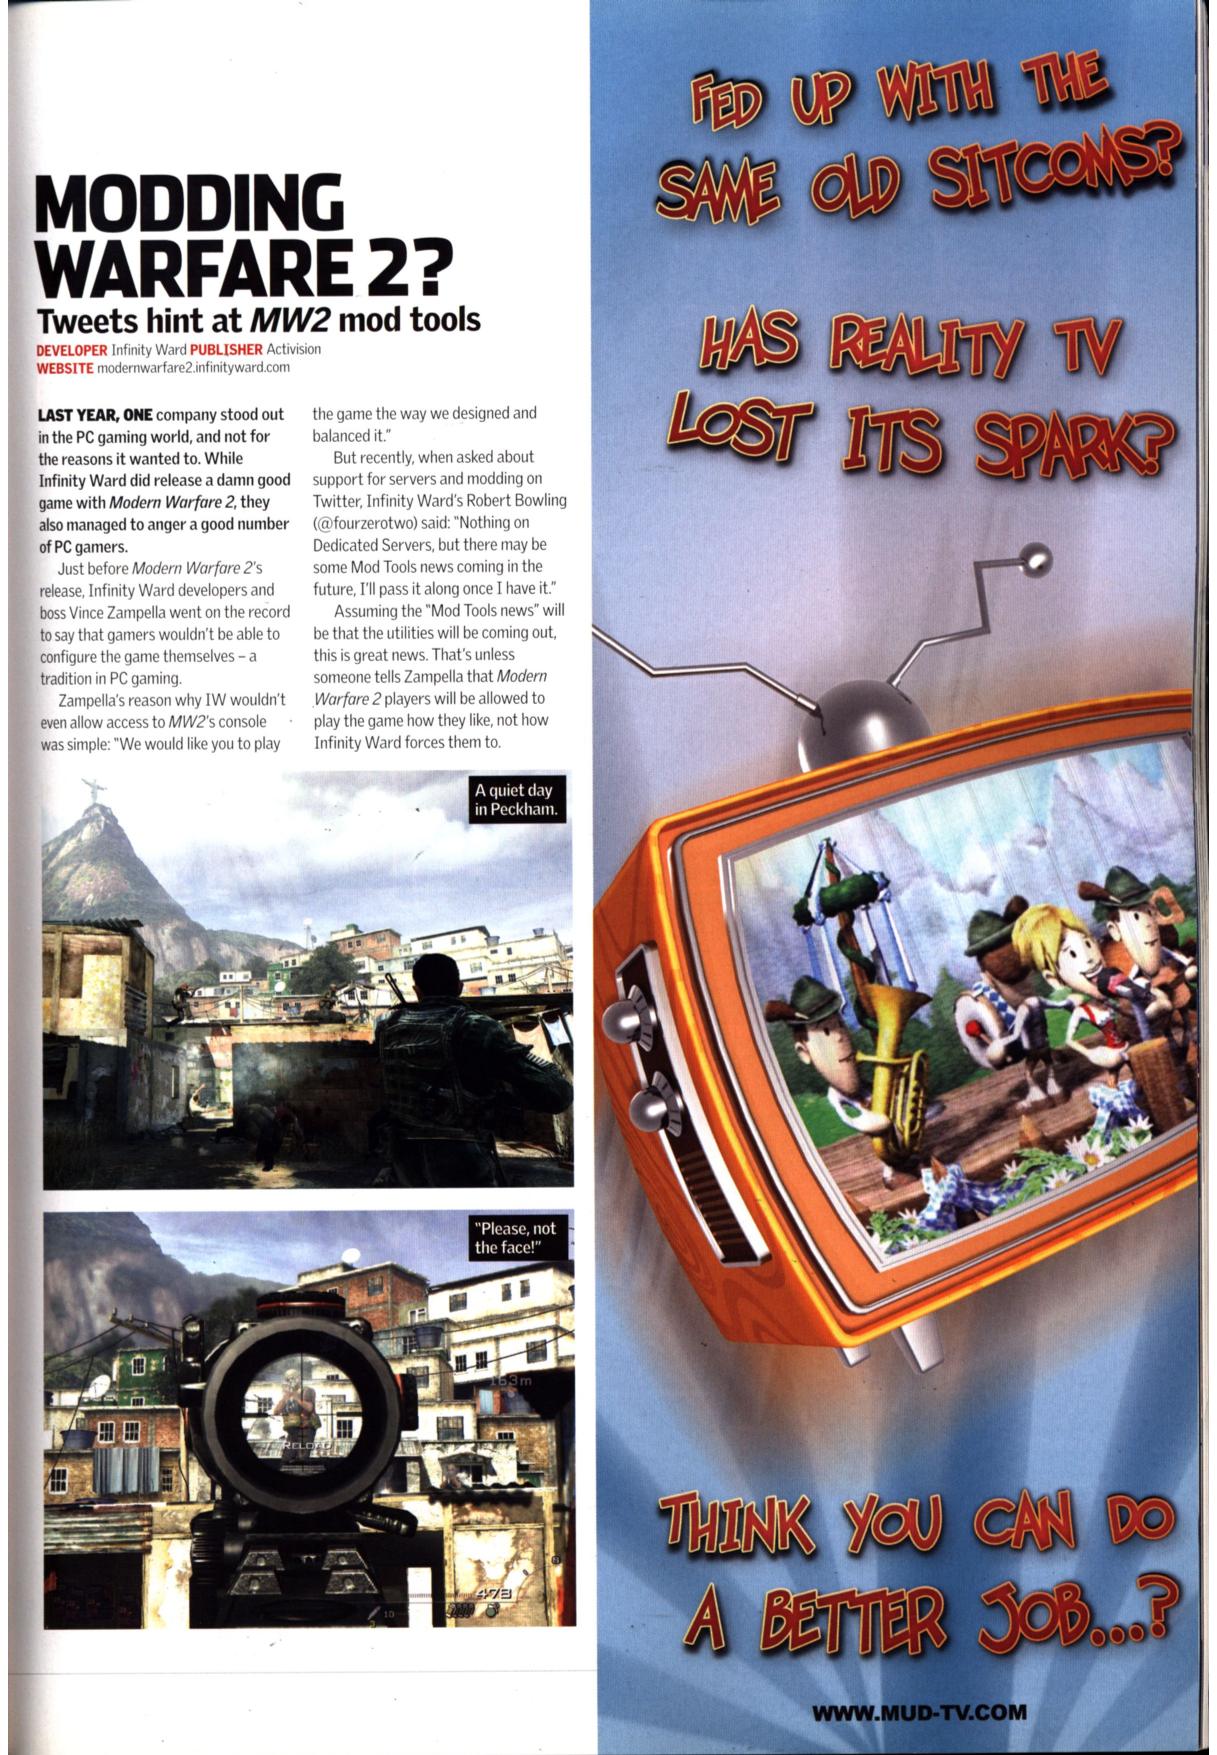 MODDING
WARFARE 2?
Tweets hint at MW2 mod tools
DEVELOPER Infinity Ward PUBLISHER Activision
WEBSITE modernwarfare2.infinityward.com
LAST YEAR, ONE company stood out
in the PC gaming world, and not for
the reasons it wanted to. While
Infinity Ward did release a damn good
game with Modern Warfare 2, they
also managed to anger a good number
of PC gamers.
Just before Modern Warfare 2's
release, Infinity Ward developers and
boss Vince Zampella went on the record
to say that gamers wouldn't be able to
configure the game themselves – a
tradition in PC gaming.
Zampella's reason why IW wouldn't
even allow access to MW2's console
was simple: "We would like you to play
the game the way we designed and
balanced it."
But recently, when asked about
support for servers and modding on
Twitter, Infinity Ward's Robert Bowling
(@fourzerotwo) said: "Nothing on
Dedicated Servers, but there may be
some Mod Tools news coming in the
future, I'll pass it along once I have it."
Assuming the "Mod Tools news" will
be that the utilities will be coming out,
this is great news. That's unless
someone tells Zampella that Modern
Warfare 2 players will be allowed to
play the game how they like, not how
Infinity Ward forces them to.
A quiet day
in Peckham.
"Please, not
the face!"
163m
RELOAD
478
10
FED UP WITH THE
SAME OLD SITCOMS?
HAS REALITY TV
LOST ITS SPARK?
THINK YOU CAN DO
A BETTER JOB...?
WWW.MUD-TV.COM